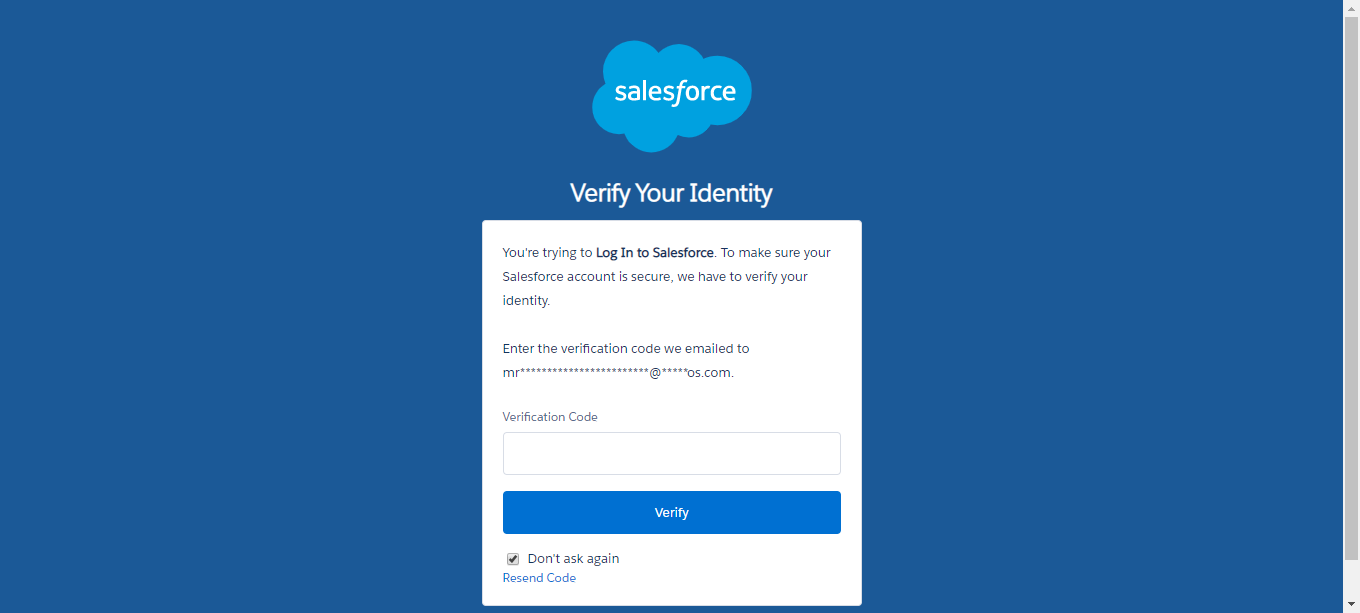 salesforce
Verify Your Identity
You're trying to Log In to Salesforce. To make sure your
Salesforce account is secure, we have to verify your
identity.
Enter the verification code we emailed to
mr************************@*****os.com.
Verification Code
Verify
Don't ask again
Resend Code